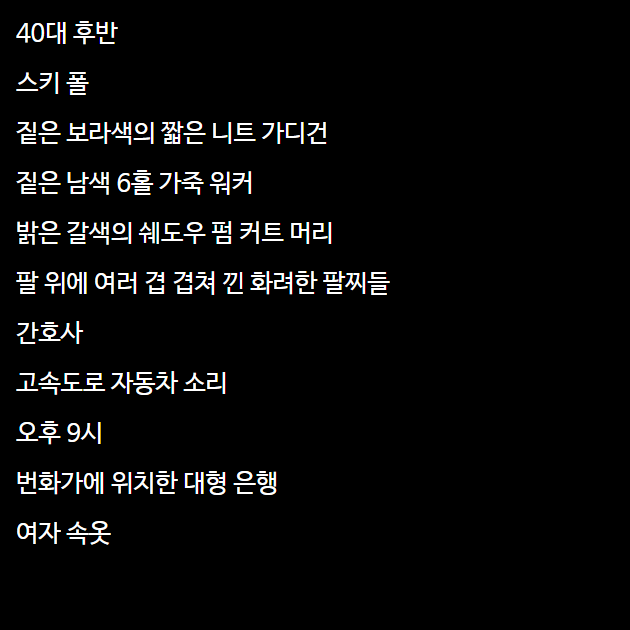 40대 후반
스키 폴
짙은 보라색의 짧은 니트 가디건
짙은 남색 6홀 가죽 워커
밝은 갈색의 쉐도우 펌 커트 머리
팔 위에 여러 겹 겹쳐 낀 화려한 팔찌들
간호사
고속도로 자동차 소리
오후 9시
번화가에 위치한 대형 은행
여자 속옷